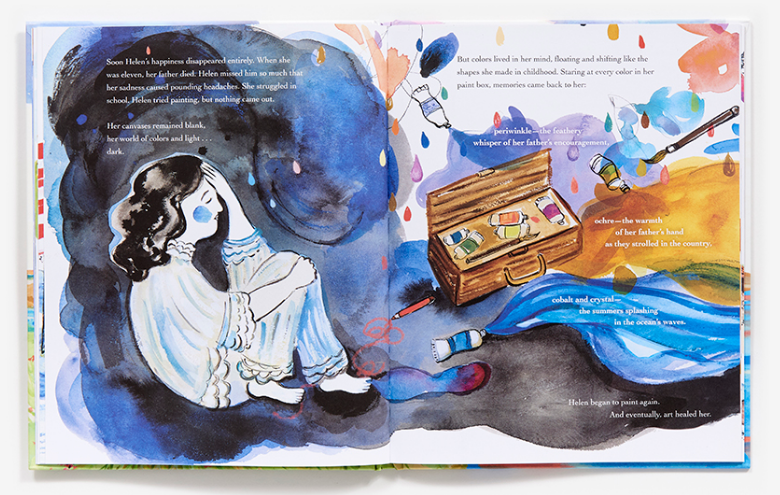 Soon Helen's happiness disappeared entirely. When she
was eleven, her father died. Helen missed him so much that
her sadness caused pounding headaches. She struggled in
school. Helen tried painting, but nothing came out.
Her canvases remained blank,
her world of colors and light . . .
dark.
But colors lived in her mind, floating and shifting like the
shapes she made in childhood. Staring at every color in her
paint box, memories came back to her:
periwinkle—the feathery
whisper of her father's encouragement,
ochre—the warmth
of her father's hand
as they strolled in the country,
cobalt and crystal—
the summers splashing
in the ocean's waves.
Helen began to paint again.
And eventually, art healed her.